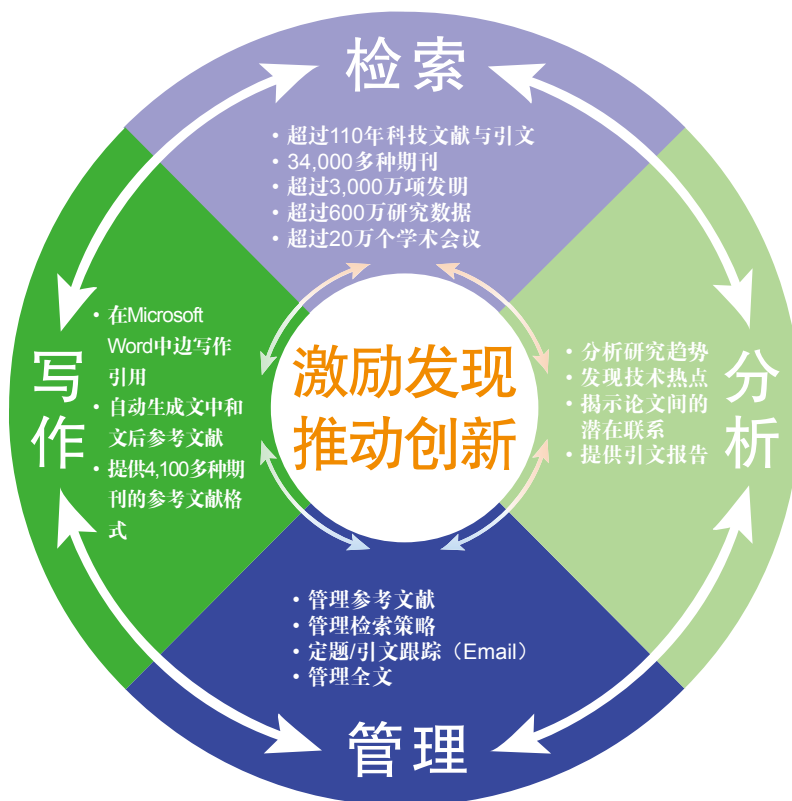 检索
• 超过110年科技文献与引文
• 34,000多种期刊
• 超过3,000万项发明
• 超过600万研究数据
• 超过20万个学术会议
写作
• 在Microsoft
Word中边写作
引用
• 自动生成文中和
文后参考文献
• 提供4,100多种期
刊的参考文献格
式
激励发现
推动创新
• 分析研究趋势
• 发现技术热点
• 揭示论文间的
潜在联系
• 提供引文报告
分析
• 管理参考文献
• 管理检索策略
• 定题/引文跟踪（Email）
• 管理全文
管理